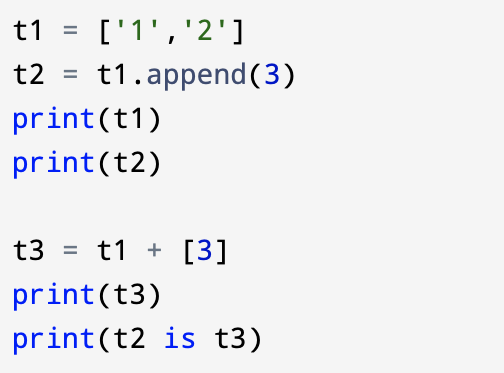 t1 = ['1','2']
t2 = t1.append(3)
print(t1)
print(t2)

t3 = t1 + [3]
print(t3)
print(t2 is t3)